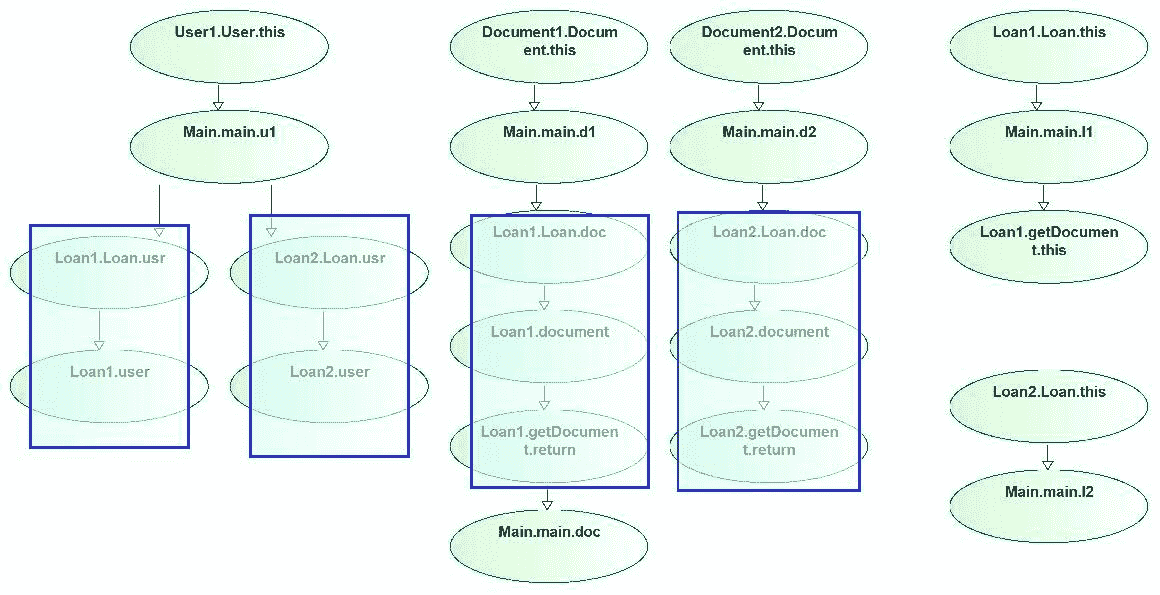 User1.User.this
Document1.Docum
ent.this
Document2.Docum
ent.this
Loan1.Loan.this
Main.main.u1
Main.main.d1
Main.main.d2
Main.main.l1
Loan1.Loan.usr
Loan2.Loan.usr
Loan1.Loan.doc
Loan2.Loan.doc
Loan1.getDocumen
t.this
Loan1.user
Loan2.user
Loan1.document
Loan2.document
Loan2.Loan.this
Loan1.getDocumen
t.return
Loan2.getDocumen
t.return
Main.main.l2
Main.main.doc